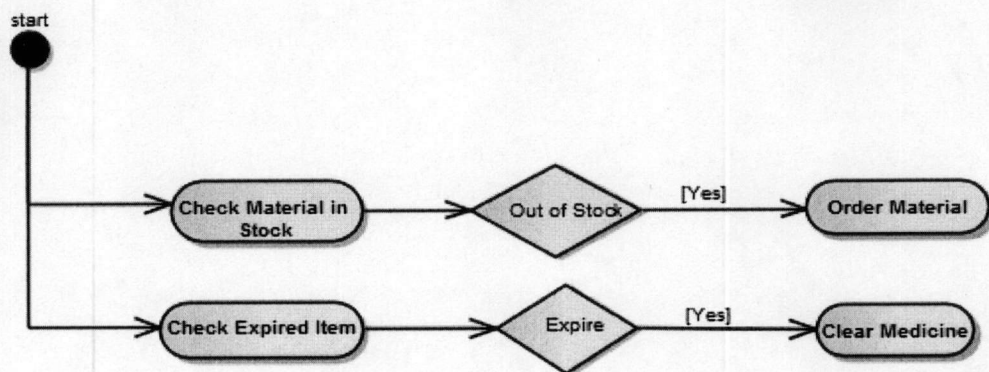 start
Check Material in
Stock
Out of Stock
[Yes]
Order Material
Check Expired Item
Expire
[Yes]
Clear Medicine